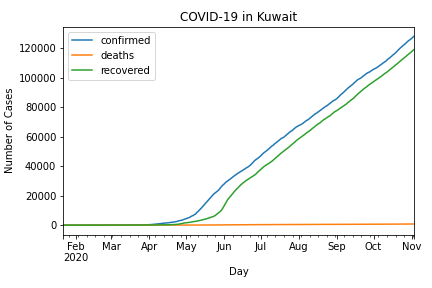 COVID-19 in Kuwait
confirmed
deaths
recovered
Number of Cases
120000
100000
80000
60000
40000
20000
0
Feb Mar Apr May Jun Jul Aug Sep Oct Nov
2020
Day